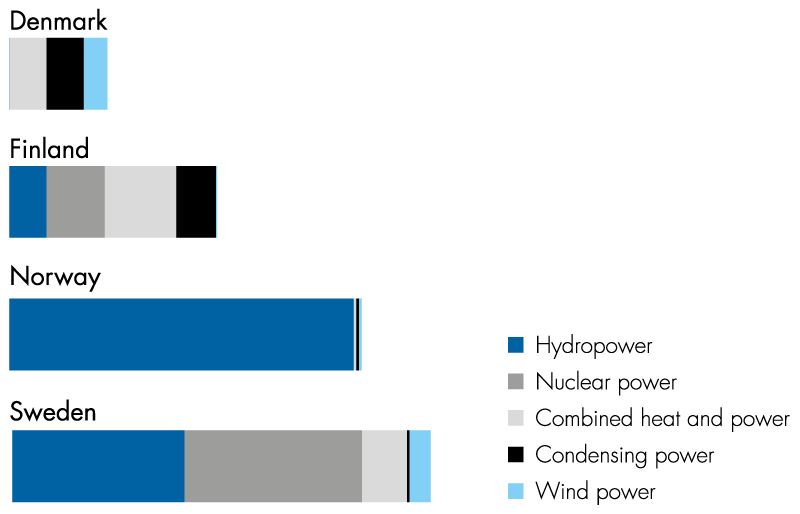 Denmark
Finland
Norway
Sweden
Hydropower
Nuclear power
Combined heat and power
Condensing power
Wind power